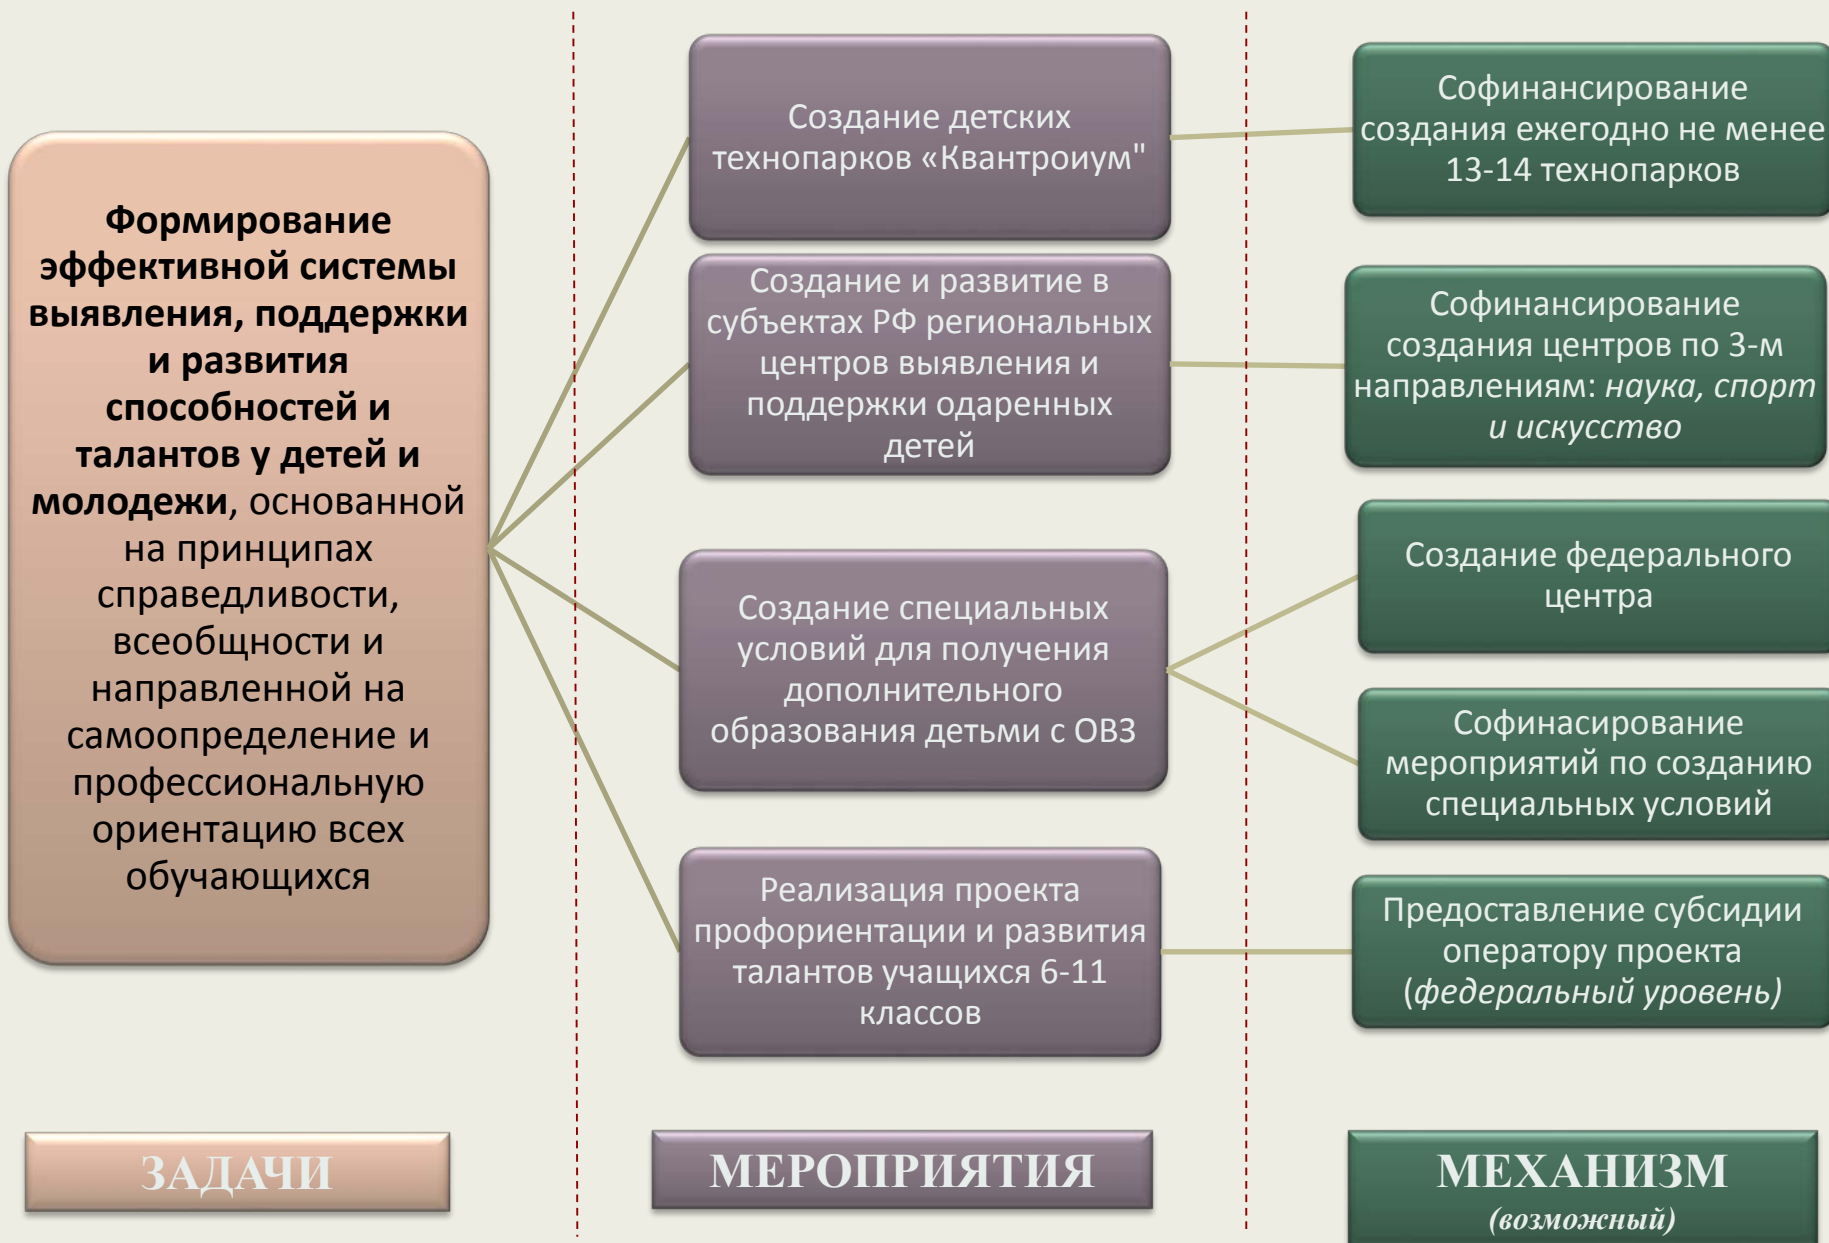 Формирование
эффективной системы
выявления, поддержки
и развития
способностей и
талантов у детей и
молодежи, основанной
на принципах
справедливости,
всеобщности и
направленной на
самоопределение и
профессиональную
ориентацию всех
обучающихся
ЗАДАЧИ
Создание детских
технопарков «Квантроиум"
Создание и развитие в
субъектах РФ региональных
центров выявления и
поддержки одаренных
детей
Создание специальных
условий для получения
дополнительного
образования детьми с ОВЗ
Реализация проекта
профориентации и развития
талантов учащихся 6-11
классов
МЕРОПРИЯТИЯ
Софинансирование
создания ежегодно не менее
13-14 технопарков
Софинансирование
создания центров по 3-м
направлениям: наука, спорт
и искусство
Создание федерального
центра
Софинасирование
мероприятий по созданию
специальных условий
Предоставление субсидии
оператору проекта
(федеральный уровень)
МЕХАНИЗМ
(возможный)